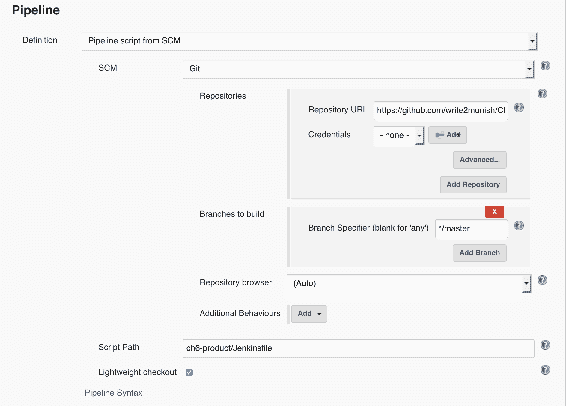 Pipeline
Definition
Pipeline script from SCM
SCM
Git
Repositories
Repository URL
https://github.com/write2munish/Cl
Credentials
- none -
Add
Advanced...
Add Repository
Branches to build
X
Branch Specifier (blank for 'any')
*/master
Add Branch
Repository browser
(Auto)
Additional Behaviours
Add
Script Path
ch6-product/Jenkinsfile
Lightweight checkout
Pipeline Syntax